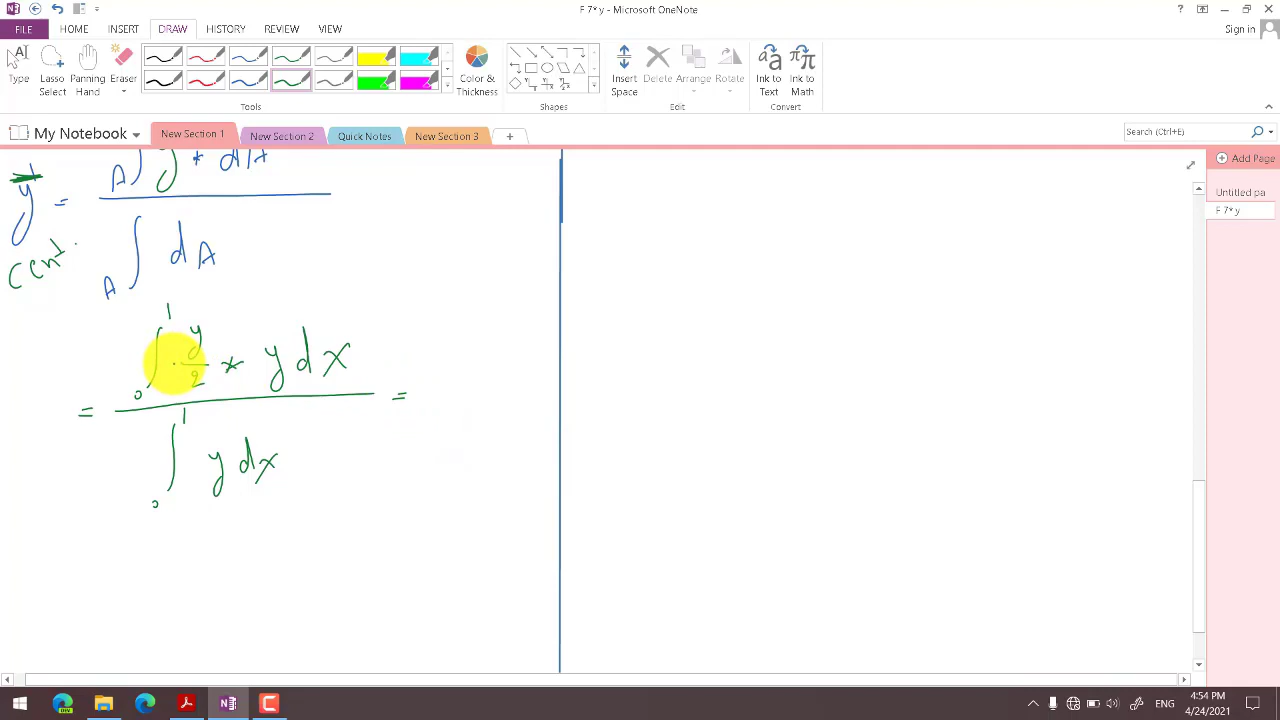 F 7* y - Microsoft OneNote
Sign in
FILE HOME INSERT DRAW HISTORY REVIEW VIEW
Type Lasso Select Panning Hand Eraser Color & Thickness Insert Space Delete Arrange Rotate Ink to Text Ink to Math
Tools Shapes Edit Convert
My Notebook New Section 1 New Section 2 Quick Notes New Section 3 Search (Ctrl+E)
Add Page
Untitled pa
F 7* y
A ∫ y * dA
y =
A ∫ dA
∫ 0 1 y/2 * y dx
= =
∫ 0 1 y dx
ENG 4:54 PM
4/24/2021